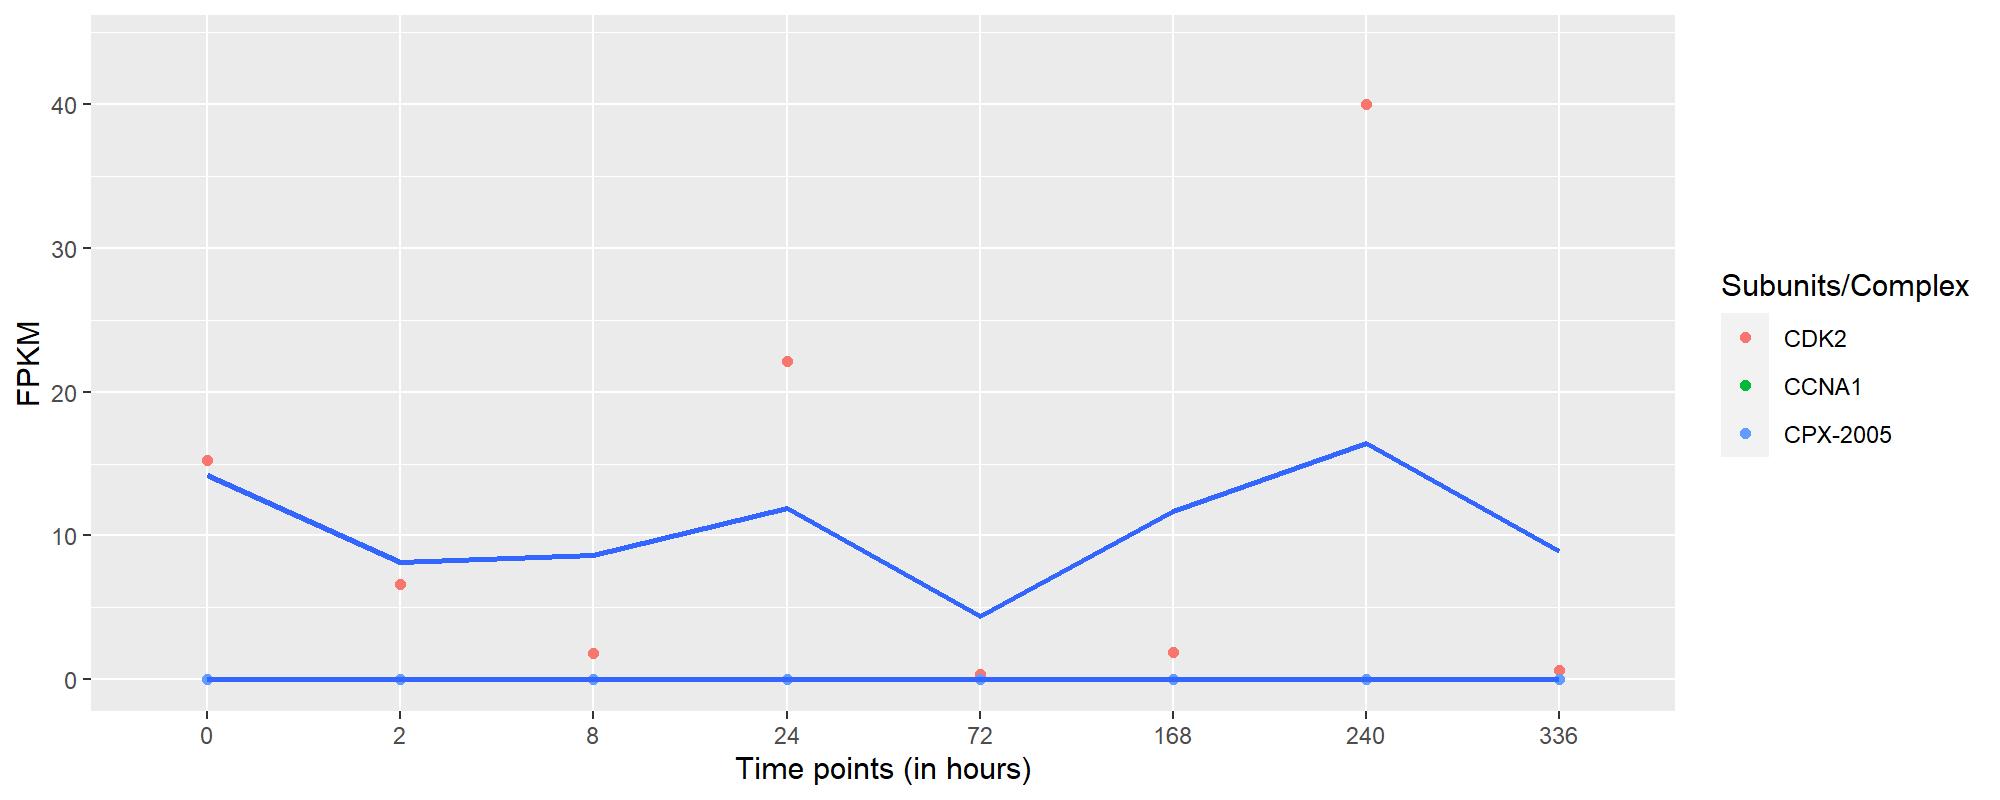 40
30
20
10
0
FPKM
0 2 8 24 72 168 240 336
Time points (in hours)
Subunits/Complex
CDK2
CCNA1
CPX-2005